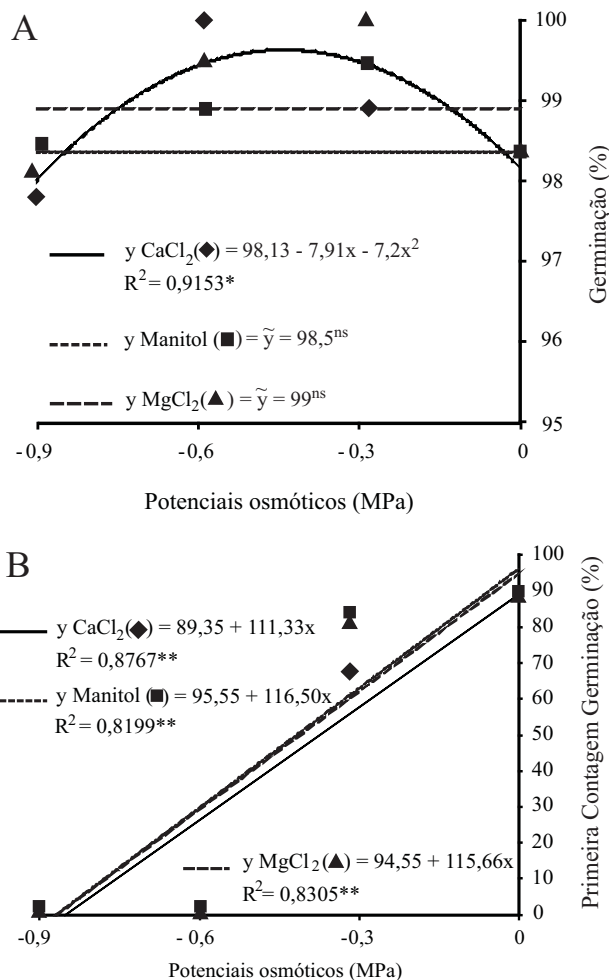 A
100
99
98
97
96
95
Germinação (%)
y CaCl₂(◆) = 98,13 - 7,91x - 7,2x²
R² = 0,9153*
y Manitol (■) = ỹ = 98,5ⁿˢ
y MgCl₂(▲) = ỹ = 99ⁿˢ
-0,9
-0,6
-0,3
0
Potenciais osmóticos (MPa)
B
100
90
80
70
60
50
40
30
20
10
0
Primeira Contagem Germinação (%)
y CaCl₂(◆) = 89,35 + 111,33x
R² = 0,8767**
y Manitol (■) = 95,55 + 116,50x
R² = 0,8199**
y MgCl₂(▲) = 94,55 + 115,66x
R² = 0,8305**
-0,9
-0,6
-0,3
0
Potenciais osmóticos (MPa)